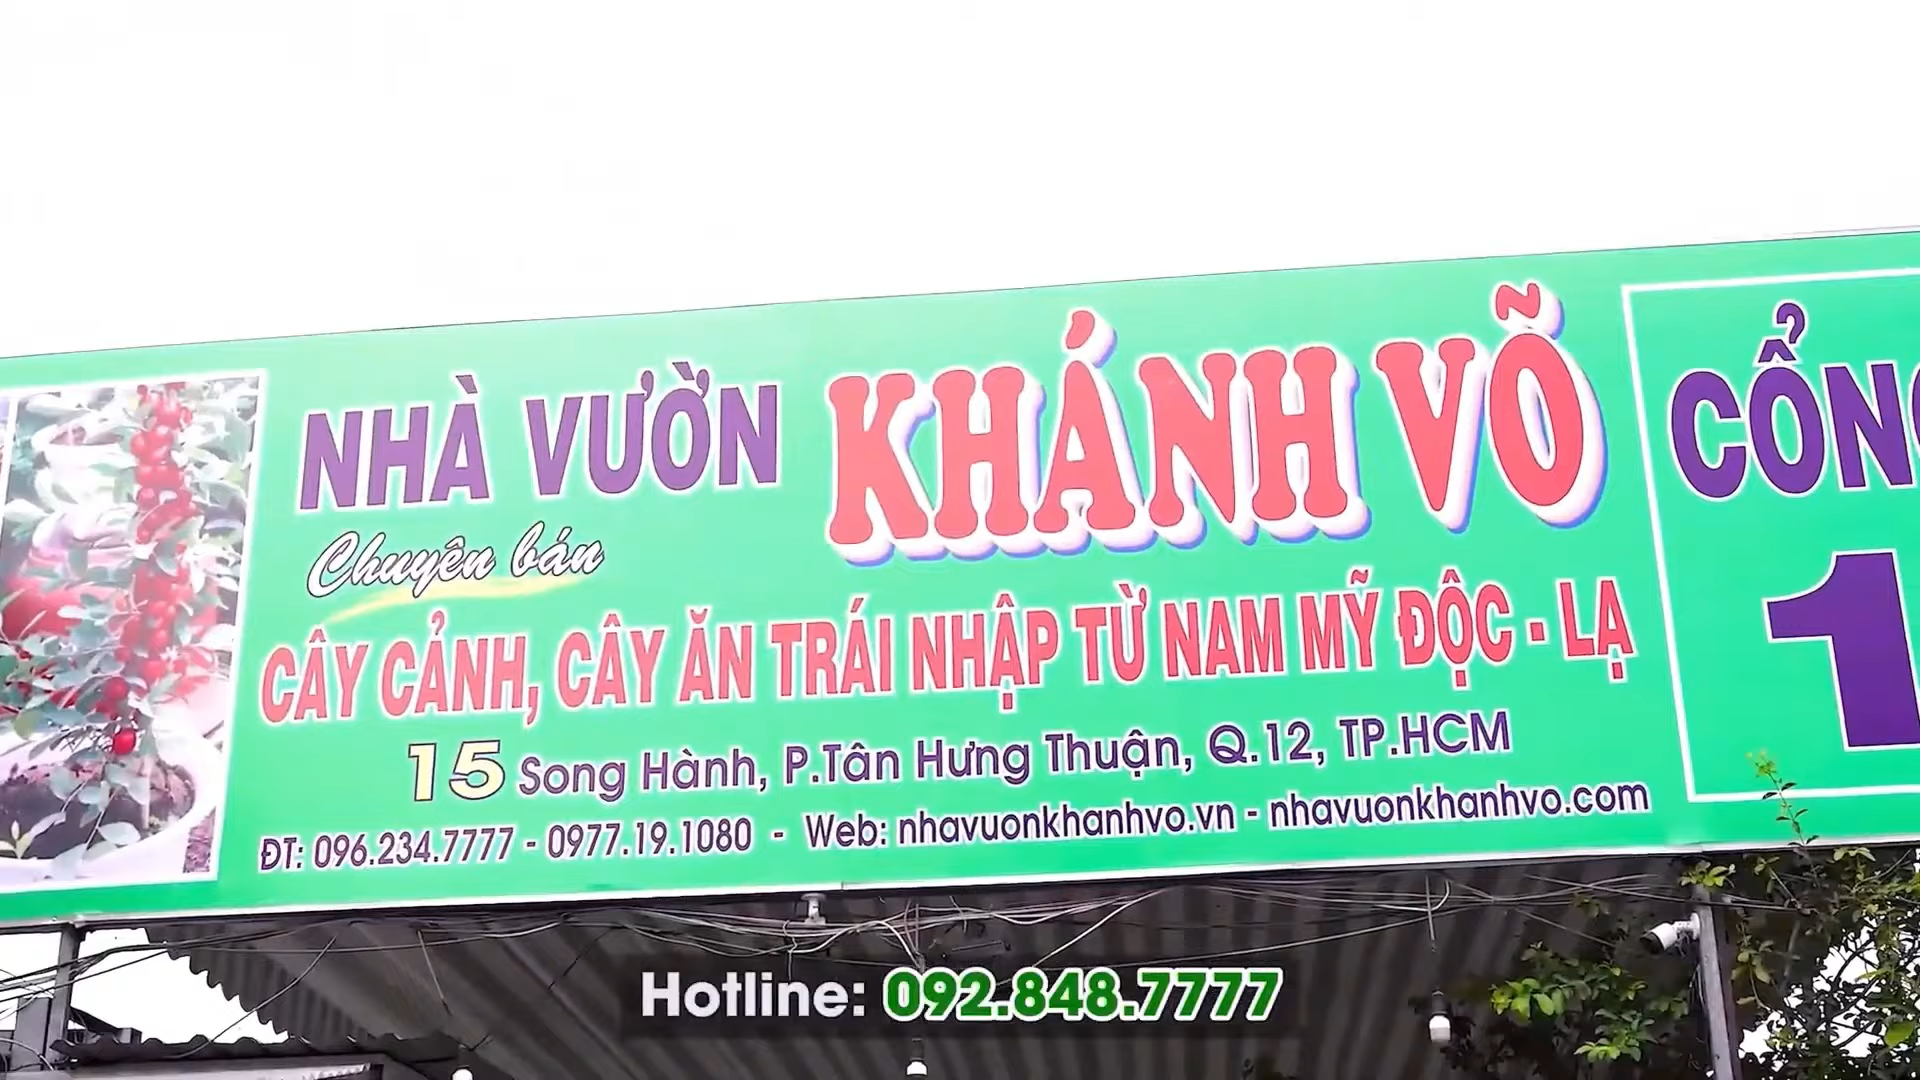 NHÀ VƯỜN KHÁNH VÕ
Chuyên bán
CÂY CẢNH, CÂY ĂN TRÁI NHẬP TỪ NAM MỸ ĐỘC - LẠ
15 Song Hành, P.Tân Hưng Thuận, Q.12, TP.HCM
ĐT: 096.234.7777 - 0977.19.1080 - Web: nhavuonkhanhvo.vn - nhavuonkhanhvo.com
CỔNG
1
Hotline: 092.848.7777